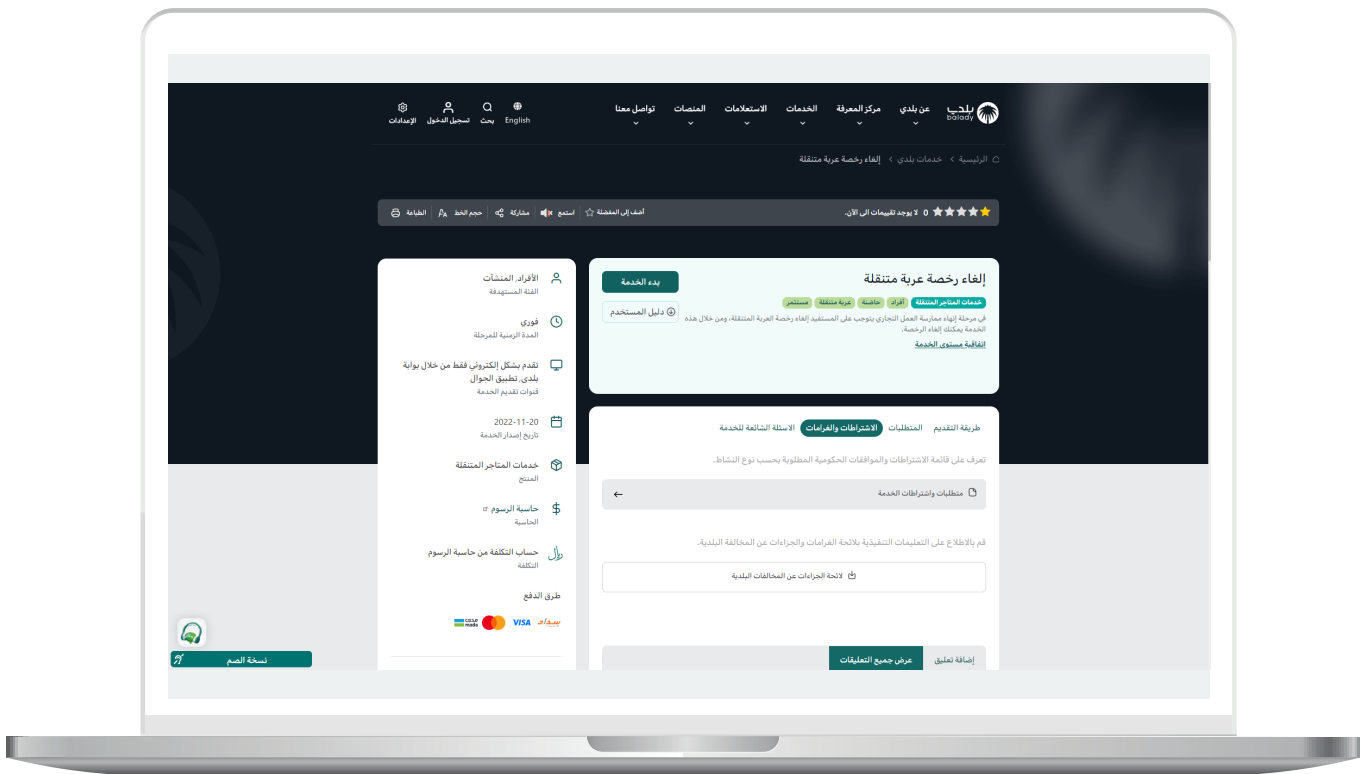 بلدي
balady
عن بلدي
مركز المعرفة
الخدمات
الاستعلامات
المنصات
تواصل معنا
English
بحث
تسجيل الدخول
الإعدادات
الرئيسية
خدمات بلدي
إلغاء رخصة عربة متنقلة
0 لا يوجد تقييمات الى الآن.
أضف إلى المفضلة
استمع
مشاركة
حجم الخط
الطباعة
إلغاء رخصة عربة متنقلة
خدمات المتاجر المتنقلة أفراد حاضنة عربة متنقلة مستثمر
في مرحلة إنهاء ممارسة العمل التجاري يتوجب على المستفيد إلغاء رخصة العربة المتنقلة، ومن خلال هذه
الخدمة يمكنك إلغاء الرخصة.
اتفاقية مستوى الخدمة
بدء الخدمة
دليل المستخدم
طريقة التقديم المتطلبات الاشتراطات والغرامات الاسئلة الشائعة للخدمة
تعرف على قائمة الاشتراطات والموافقات الحكومية المطلوبة بحسب نوع النشاط.
متطلبات واشتراطات الخدمة
قم بالاطلاع على التعليمات التنفيذية بلائحة الغرامات والجزاءات عن المخالفة البلدية.
لائحة الجزاءات عن المخالفات البلدية
إضافة تعليق
عرض جميع التعليقات
الأفراد, المنشآت
الفئة المستهدفة
فوري
المدة الزمنية للمرحلة
تقدم بشكل إلكتروني فقط من خلال بوابة
بلدي, تطبيق الجوال
قنوات تقديم الخدمة
2022-11-20
تاريخ إصدار الخدمة
خدمات المتاجر المتنقلة
المنتج
حاسبة الرسوم
الحاسبة
حساب التكلفة من حاسبة الرسوم
التكلفة
طرق الدفع
سداد
VISA
مدى
mada
نسخة الصم